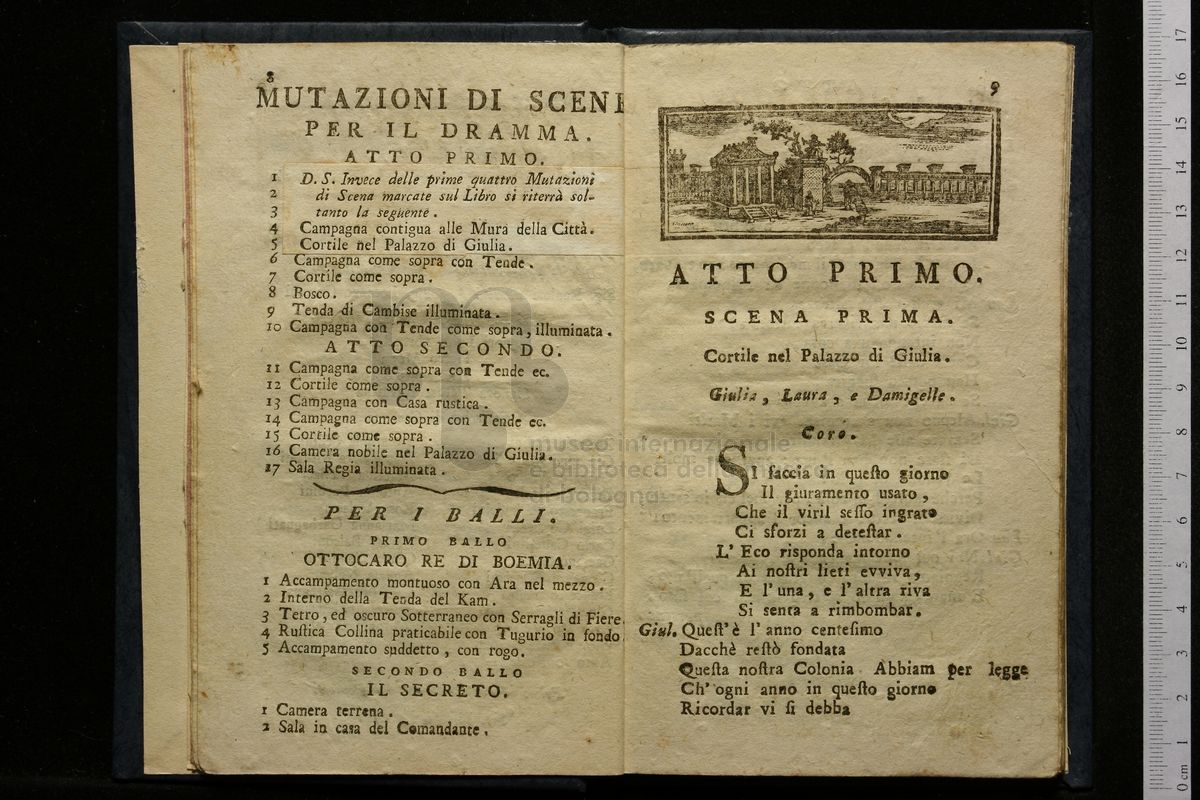 8
MUTAZIONI DI SCENE
PER IL DRAMMA.
ATTO PRIMO.
1 D. S. Invece delle prime quattro Mutazioni
2 di Scena marcate sul Libro si riterrà sol-
3 tanto la seguente.
4 Campagna contigua alle Mura della Città.
5 Cortile nel Palazzo di Giulia.
6 Campagna come sopra con Tende.
7 Cortile come sopra.
8 Bosco.
9 Tenda di Cambise illuminata.
10 Campagna con Tende come sopra, illuminata.
ATTO SECONDO.
11 Campagna come sopra con Tende ec.
12 Cortile come sopra.
13 Campagna con Casa rustica.
14 Campagna come sopra con Tende ec.
15 Cortile come sopra.
16 Camera nobile nel Palazzo di Giulia.
17 Sala Regia illuminata.
PER I BALLI.
PRIMO BALLO
OTTOCARO RE DI BOEMIA.
1 Accampamento montuoso con Ara nel mezzo.
2 Interno della Tenda del Kam.
3 Tetro, ed oscuro Sotterraneo con Serragli di Fiere.
4 Rustica Collina praticabile con Tugurio in fondo
5 Accampamento suddetto, con rogo.
SECONDO BALLO
IL SECRETO.
1 Camera terrena.
2 Sala in casa del Comandante.
9
ATTO PRIMO.
SCENA PRIMA.
Cortile nel Palazzo di Giulia.
Giulia, Laura, e Damigelle.
Coro.
SI faccia in questo giorno
Il giuramento usato,
Che il viril sesso ingrato
Ci sforzi a detestar.
L' Eco risponda intorno
Ai nostri lieti evviva,
E l' una, e l' altra riva
Si senta a rimbombar.
Giul. Quest' è l' anno centesimo
Dacchè restò fondata
Questa nostra Colonia Abbiam per legge
Ch' ogni anno in questo giorno
Ricordar vi si debba
museo internazionale
e biblioteca della musica
di bologna
0 cm 1 2 3 4 5 6 7 8 9 10 11 12 13 14 15 16 17